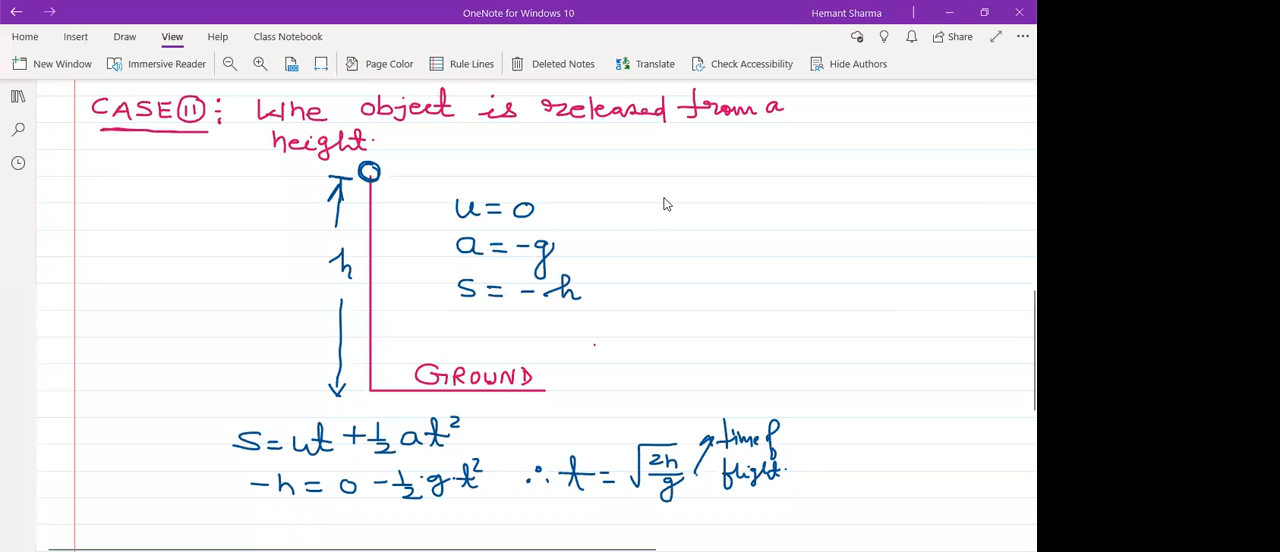 OneNote for Windows 10
Hemant Sharma
Home Insert Draw View Help Class Notebook
Share
New Window Immersive Reader Page Color Rule Lines Deleted Notes Translate Check Accessibility Hide Authors
CASE 11 : object is released from a
height.
h
u = 0
a = -g
s = -h
GROUND
s = ut + 1/2 at²
-h = 0 - 1/2 · g · t² ∴ t = √(2h/g)
time of
flight.